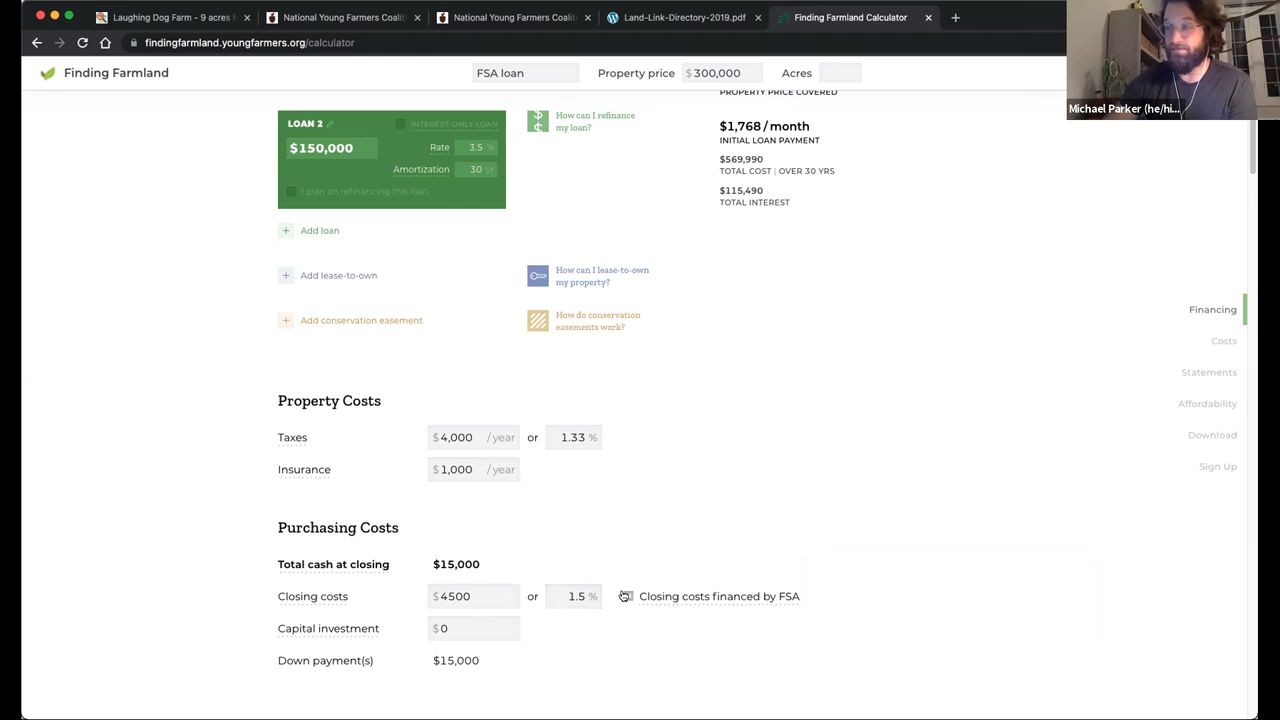 Laughing Dog Farm - 9 acres f
National Young Farmers Coalit
National Young Farmers Coalit
Land-Link-Directory-2019.pdf
Finding Farmland Calculator
findingfarmland.youngfarmers.org/calculator
Finding Farmland
FSA loan
Property price $ 300,000
Acres
Michael Parker (he/hi...
PROPERTY PRICE COVERED
LOAN 2
INTEREST-ONLY LOAN
$150,000
Rate 3.5 %
Amortization 30 yr
I plan on refinancing this loan
How can I refinance
my loan?
$1,768 / month
INITIAL LOAN PAYMENT
$569,990
TOTAL COST | OVER 30 YRS
$115,490
TOTAL INTEREST
+ Add loan
+ Add lease-to-own
How can I lease-to-own
my property?
+ Add conservation easement
How do conservation
easements work?
Financing
Costs
Statements
Affordability
Download
Sign Up
Property Costs
Taxes $ 4,000 / year or 1.33 %
Insurance $ 1,000 / year
Purchasing Costs
Total cash at closing $15,000
Closing costs $ 4500 or 1.5 % Closing costs financed by FSA
Capital investment $ 0
Down payment(s) $15,000